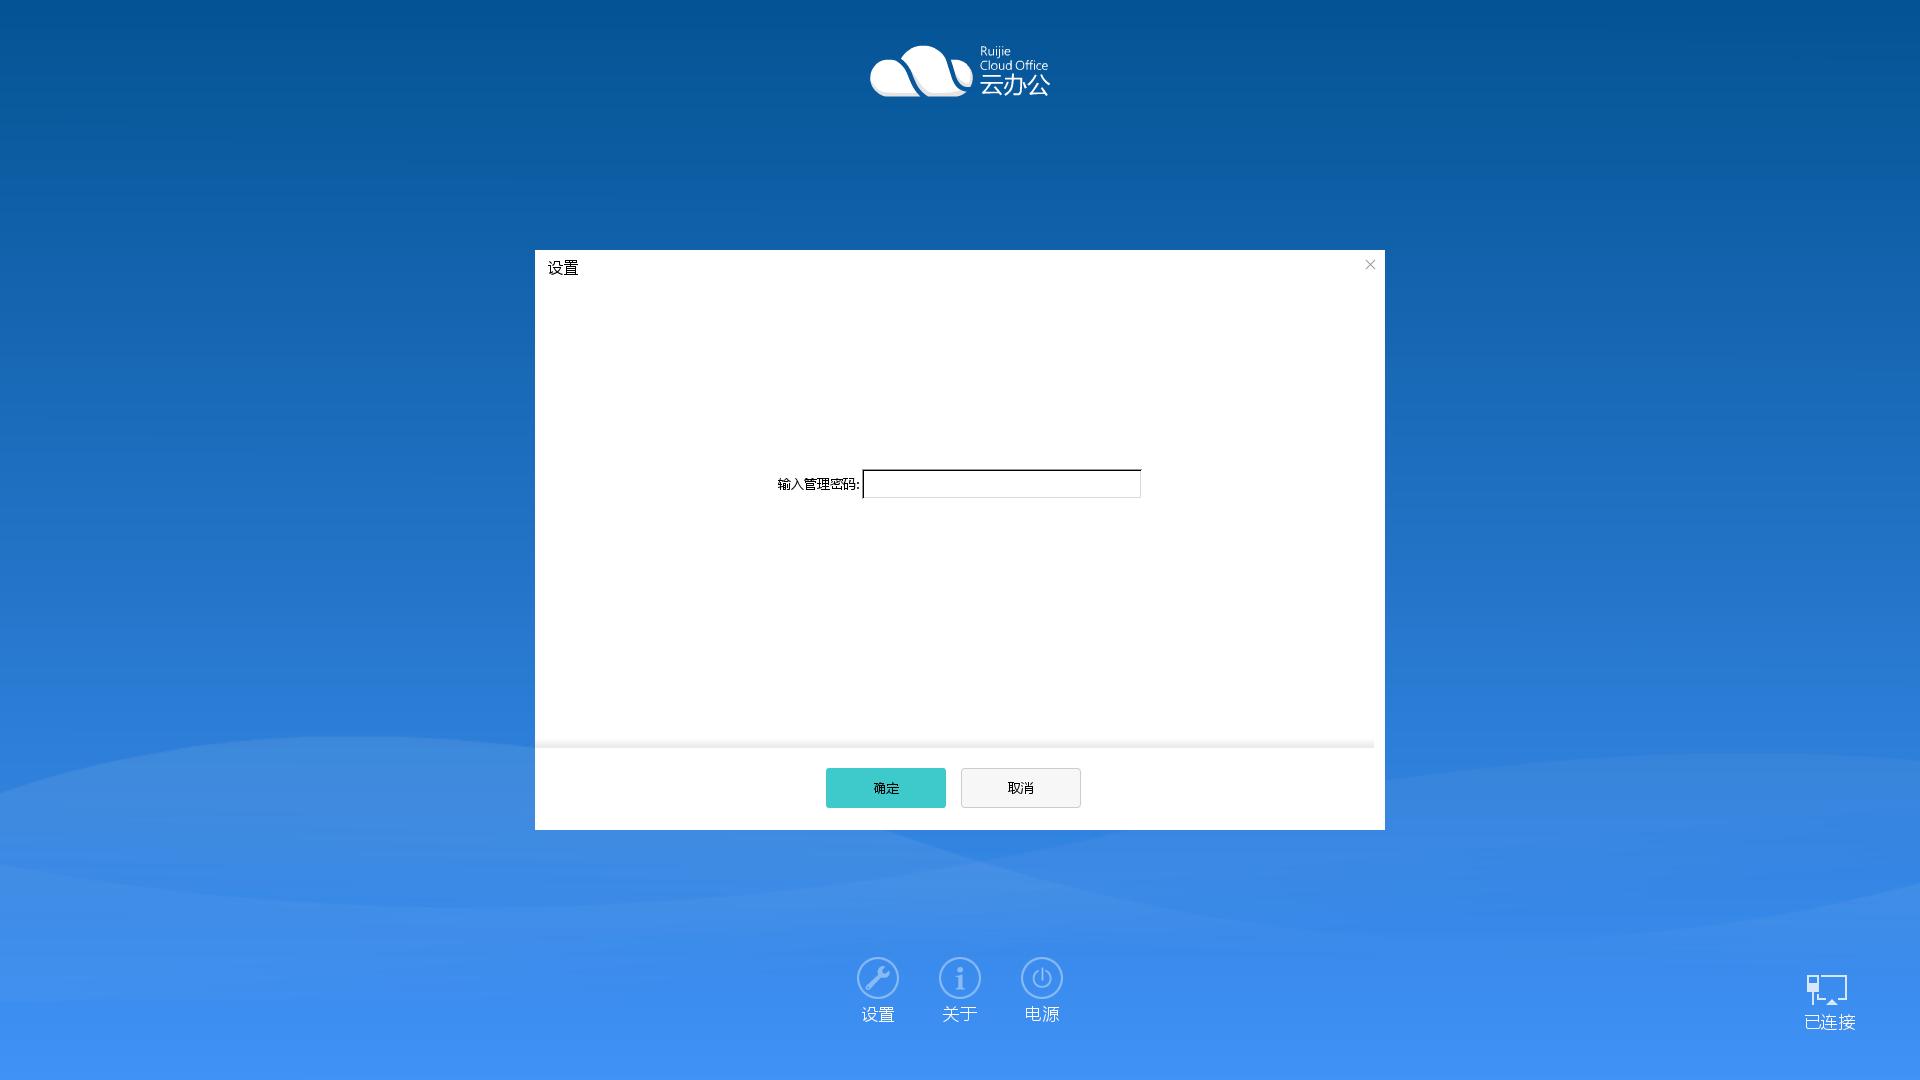 Ruijie
Cloud Office
云办公
设置
输入管理密码:
确定
取消
设置
关于
电源
已连接